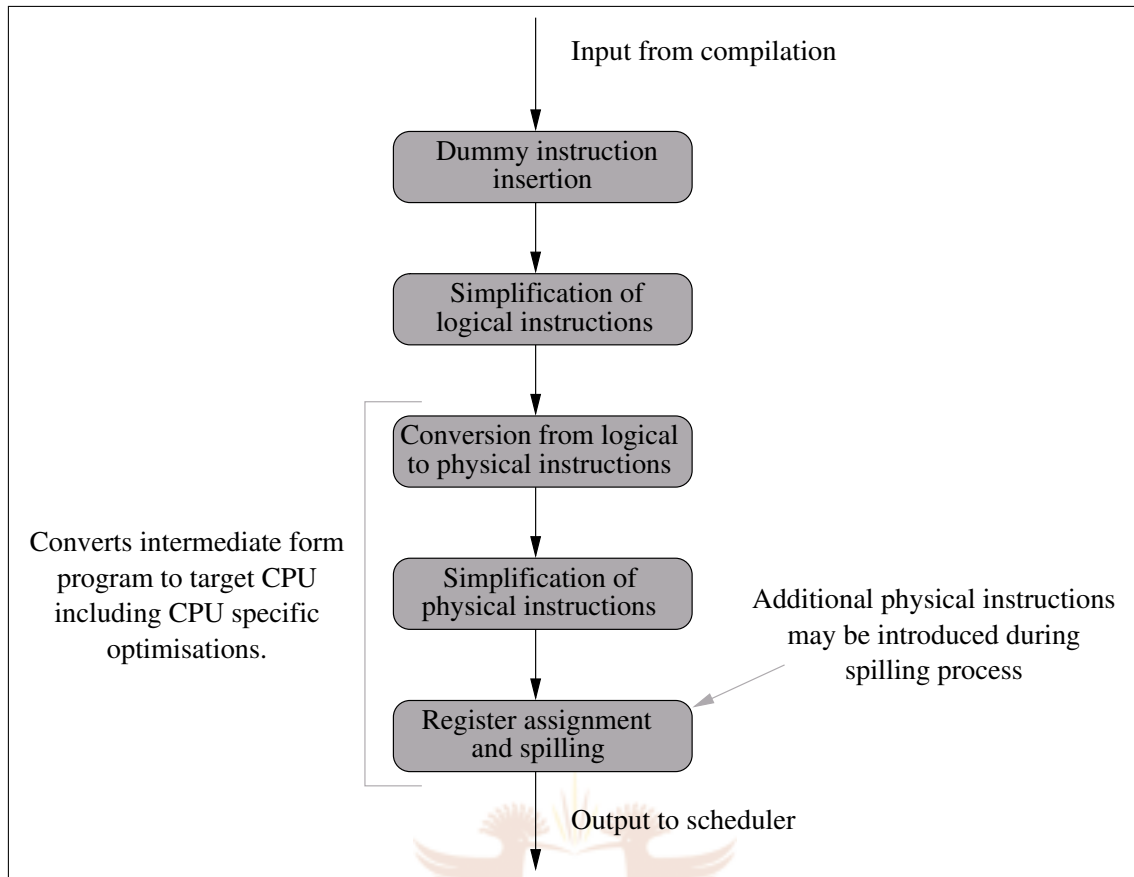 Input from compilation
Dummy instruction
insertion
Simplification of
logical instructions
Conversion from logical
to physical instructions
Converts intermediate form
program to target CPU
including CPU specific
optimisations.
Simplification of
physical instructions
Additional physical instructions
may be introduced during
spilling process
Register assignment
and spilling
Output to scheduler